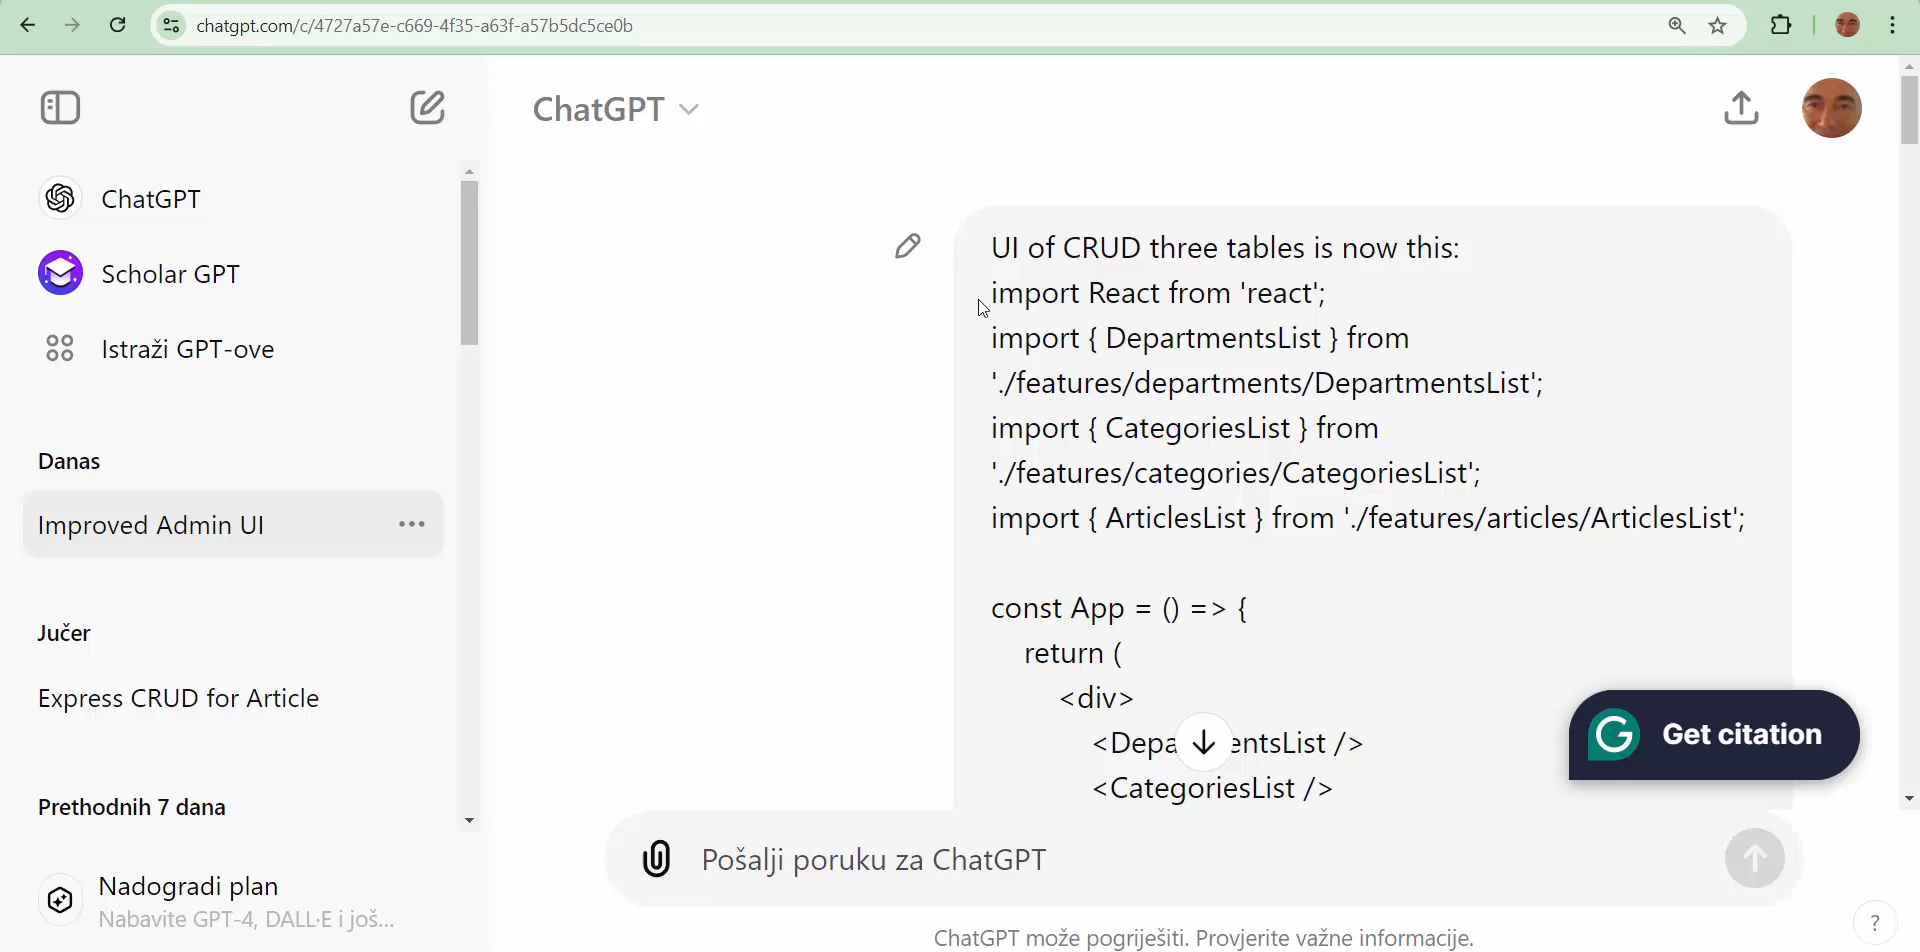 chatgpt.com/c/4727a57e-c669-4f35-a63f-a57b5dc5ce0b
ChatGPT
Scholar GPT
Istraži GPT-ove
Danas
Improved Admin UI
Jučer
Express CRUD for Article
Prethodnih 7 dana
Nadogradi plan
Nabavite GPT-4, DALL·E i još...
ChatGPT
UI of CRUD three tables is now this:
import React from 'react';
import { DepartmentsList } from
'./features/departments/DepartmentsList';
import { CategoriesList } from
'./features/categories/CategoriesList';
import { ArticlesList } from './features/articles/ArticlesList';
const App = () => {
return (
<div>
<Depa entsList />
<CategoriesList />
Get citation
Pošalji poruku za ChatGPT
ChatGPT može pogriješiti. Provjerite važne informacije.
?